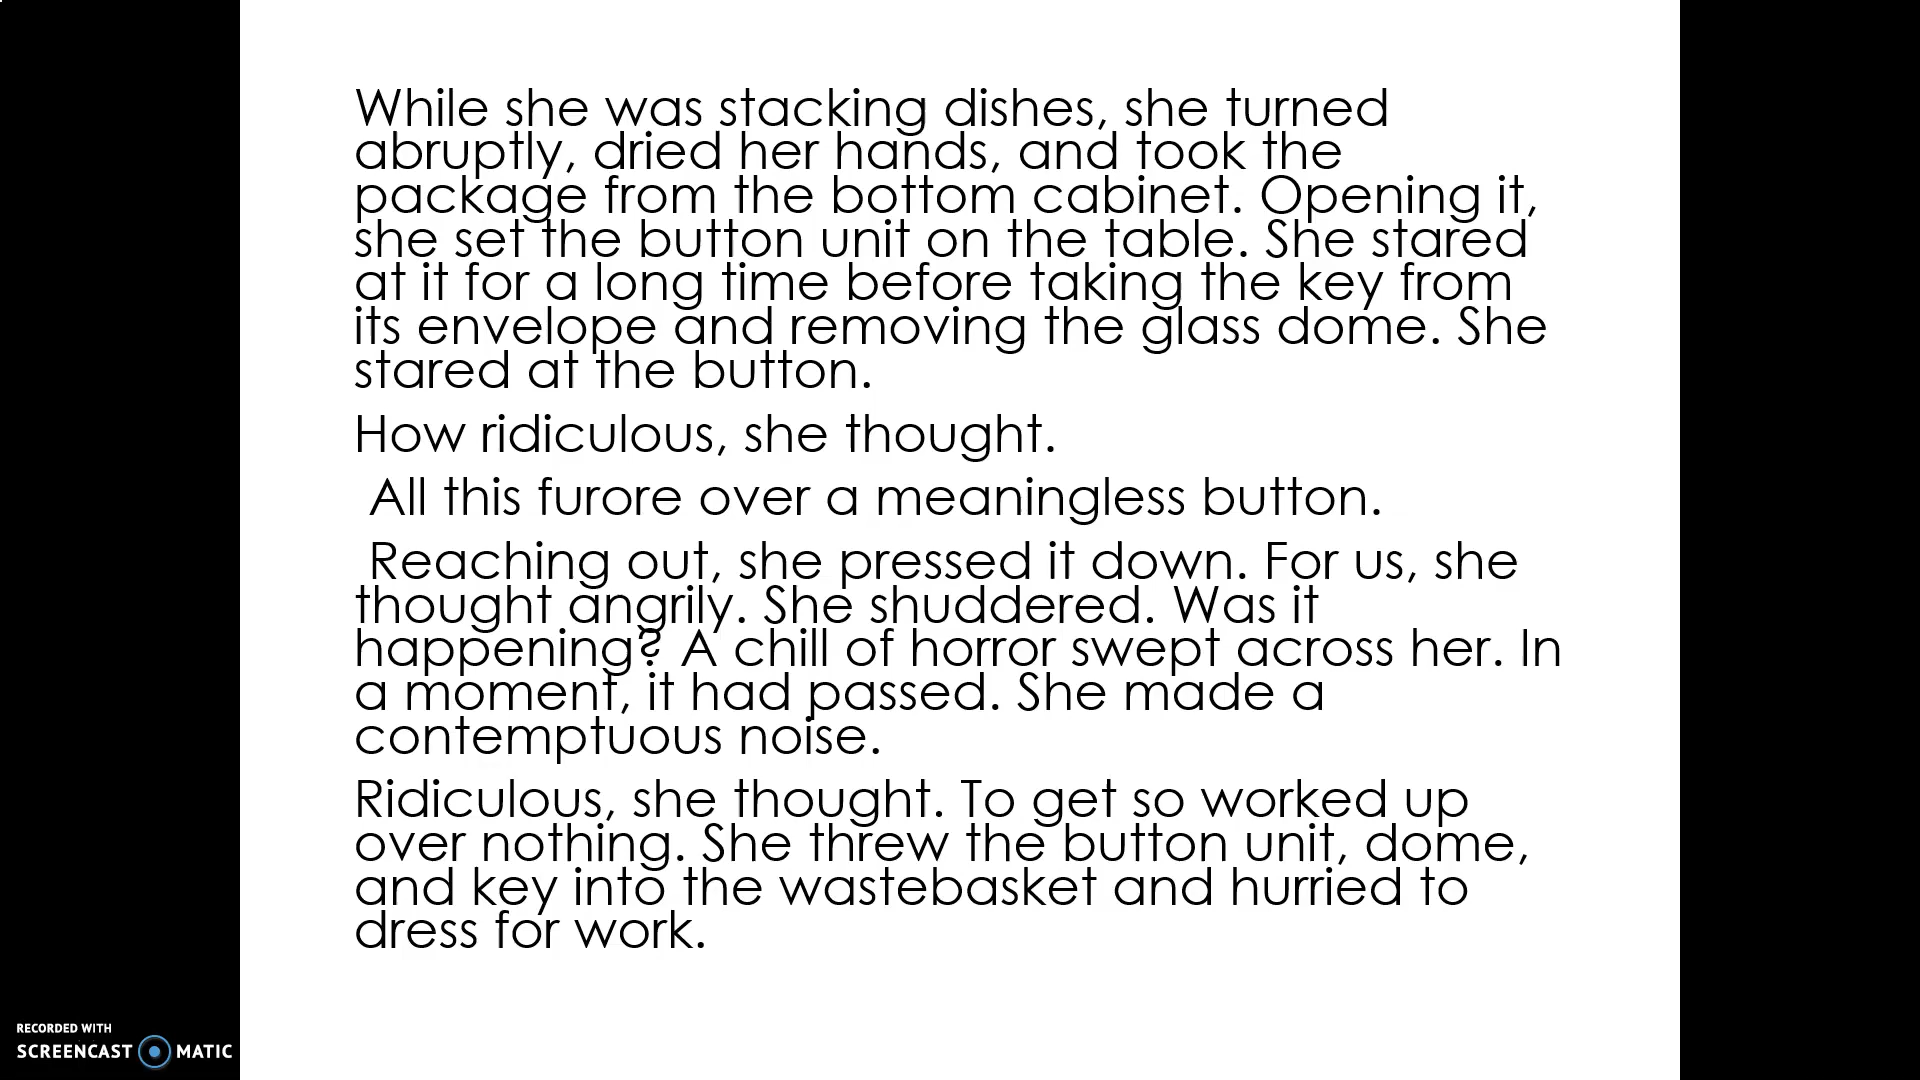 While she was stacking dishes, she turned
abruptly, dried her hands, and took the
package from the bottom cabinet. Opening it,
she set the button unit on the table. She stared
at it for a long time before taking the key from
its envelope and removing the glass dome. She
stared at the button.
How ridiculous, she thought.
All this furore over a meaningless button.
Reaching out, she pressed it down. For us, she
thought angrily. She shuddered. Was it
happening? A chill of horror swept across her. In
a moment, it had passed. She made a
contemptuous noise.
Ridiculous, she thought. To get so worked up
over nothing. She threw the button unit, dome,
and key into the wastebasket and hurried to
dress for work.
RECORDED WITH
SCREENCAST MATIC